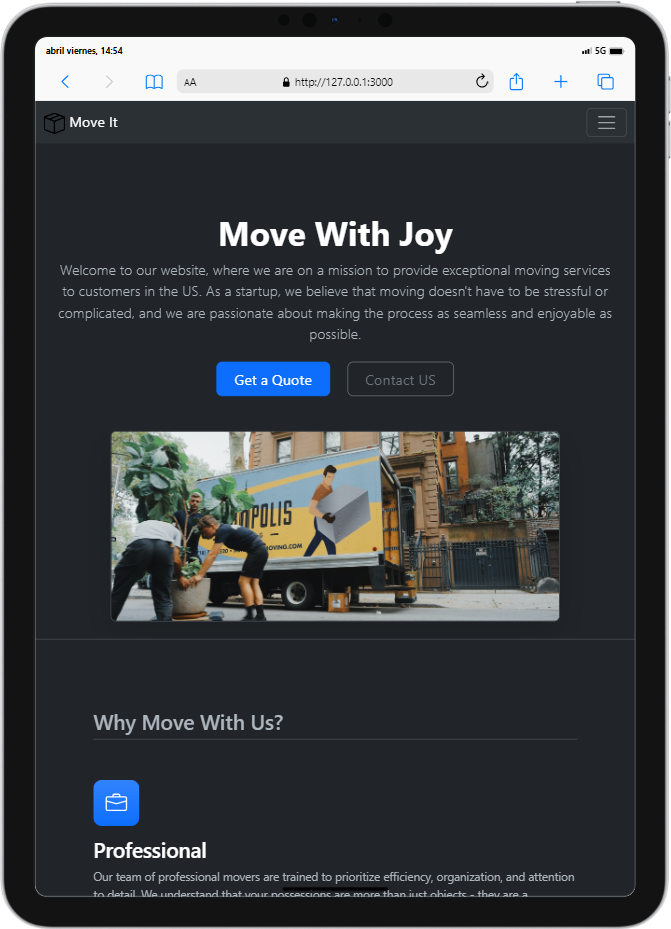 abril viernes, 14:54
5G
AA
http://127.0.0.1:3000
Move It
Move With Joy
Welcome to our website, where we are on a mission to provide exceptional moving services
to customers in the US. As a startup, we believe that moving doesn't have to be stressful or
complicated, and we are passionate about making the process as seamless and enjoyable as
possible.
Get a Quote
Contact US
OPOLIS
MOVING.COM
Why Move With Us?
Professional
Our team of professional movers are trained to prioritize efficiency, organization, and attention
to detail. We understand that your possessions are more than just objects - they are a